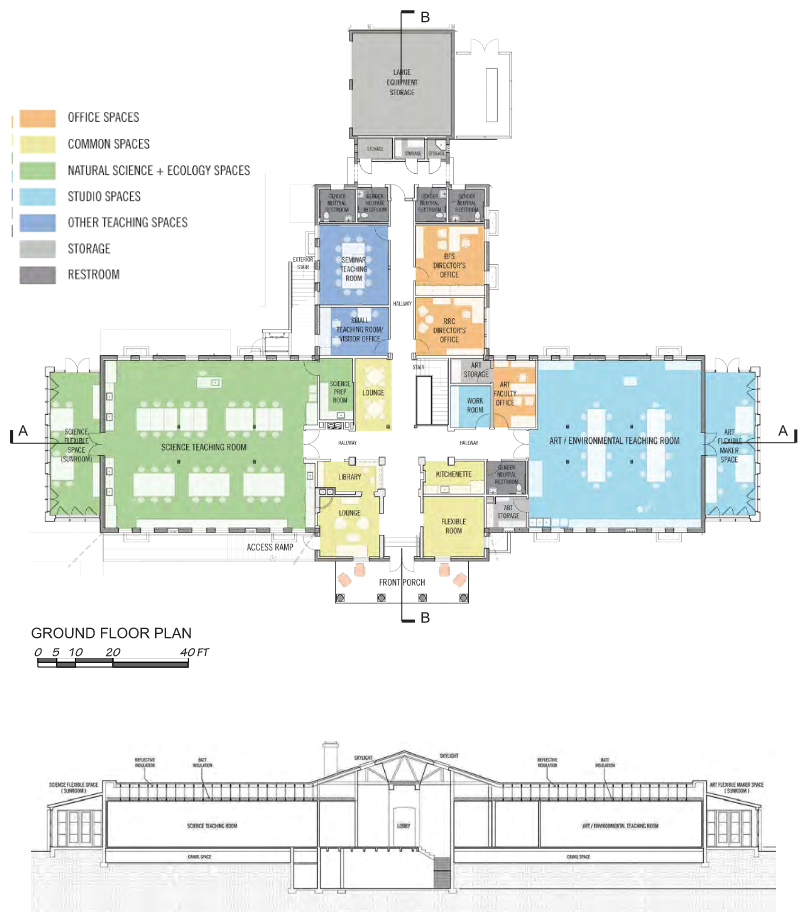 B
LARGE
EQUIPMENT
STORAGE
OFFICE SPACES
COMMON SPACES
NATURAL SCIENCE + ECOLOGY SPACES
STUDIO SPACES
OTHER TEACHING SPACES
STORAGE
RESTROOM
STORAGE
STORAGE
STORAGE
GENDER
NEUTRAL
RESTROOM
GENDER
NEUTRAL
RESTROOM
GENDER
NEUTRAL
RESTROOM
GENDER
NEUTRAL
RESTROOM
EXTERIOR
STAIR
SEMINAR
TEACHING
ROOM
BFS
DIRECTOR'S
OFFICE
HALLWAY
SMALL
TEACHING ROOM/
VISITOR OFFICE
RRC
DIRECTOR'S
OFFICE
STAIR
ART
STORAGE
SCIENCE
PREP
ROOM
LOUNGE
ART
FACULTY
OFFICE
WORK
ROOM
A
SCIENCE
FLEXIBLE
SPACE
(SUNROOM)
SCIENCE TEACHING ROOM
HALLWAY
HALLWAY
ART / ENVIRONMENTAL TEACHING ROOM
ART
FLEXIBLE
MAKER
SPACE
A
LIBRARY
KITCHENETTE
GENDER
NEUTRAL
RESTROOM
LOUNGE
FLEXIBLE
ROOM
ART
STORAGE
ACCESS RAMP
FRONT PORCH
B
GROUND FLOOR PLAN
0 5 10 20 40 FT
SKYLIGHT
SKYLIGHT
REFLECTIVE
INSULATION
BATT
INSULATION
REFLECTIVE
INSULATION
BATT
INSULATION
SCIENCE FLEXIBLE SPACE
(SUNROOM)
ART FLEXIBLE MAKER SPACE
(SUNROOM)
SCIENCE TEACHING ROOM
LOBBY
ART / ENVIRONMENTAL TEACHING ROOM
CRAWL SPACE
CRAWL SPACE